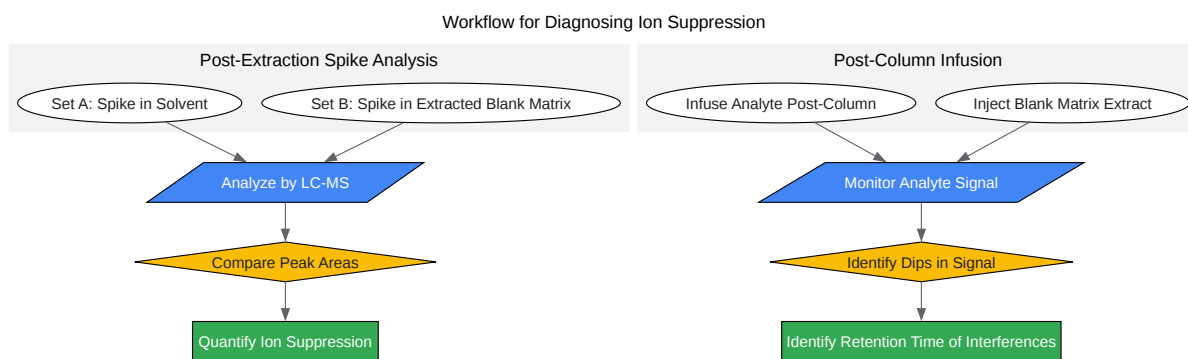 Workflow for Diagnosing Ion Suppression
Post-Extraction Spike Analysis
Set A: Spike in Solvent
Set B: Spike in Extracted Blank Matrix
Analyze by LC-MS
Compare Peak Areas
Quantify Ion Suppression
Post-Column Infusion
Infuse Analyte Post-Column
Inject Blank Matrix Extract
Monitor Analyte Signal
Identify Dips in Signal
Identify Retention Time of Interferences